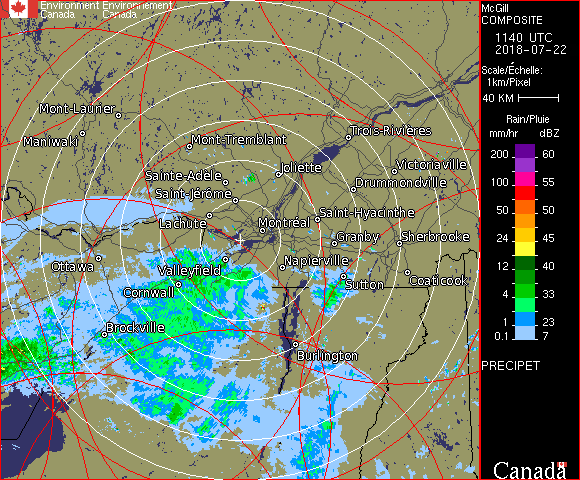 Environment Environnement
Canada Canada
McGill
COMPOSITE
1140 UTC
2018-07-22
Scale/Échelle:
1km/Pixel
40 KM
Rain/Pluie
mm/hr dBZ
200 60
100 55
50 50
24 45
12 40
4 33
1 23
0.1 7
PRECIPET
Canada
Mont-Laurier
Maniwaki
Mont-Tremblant
Trois-Rivières
Joliette
Victoriaville
Sainte-Adèle
Drummondville
Saint-Jérôme
Saint-Hyacinthe
Lachute
Montréal
Granby
Sherbrooke
Ottawa
Valleyfield
Napierville
Cornwall
Sutton
Coaticook
Brockville
Burlington